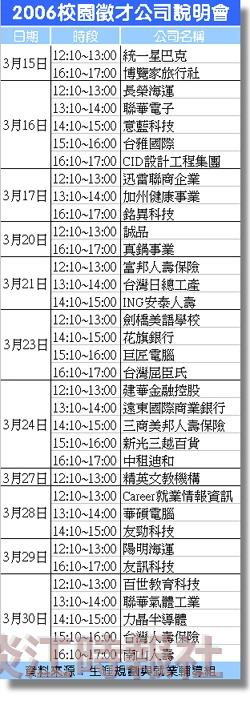 2006校園徵才公司說明會
日期 時段 公司名稱
3月15日 12:10~13:00 統一星巴克
16:10~17:00 博覽家旅行社
3月16日 12:10~13:00 長榮海運
13:10~14:00 聯華電子
14:10~15:00 意藍科技
15:10~16:00 台雅國際
16:10~17:00 CID設計工程集團
3月17日 12:10~13:00 迅雷聯商企業
13:10~14:00 加州健康事業
16:10~17:00 銘異科技
3月20日 12:10~13:00 誠品
16:10~17:00 真鍋事業
3月21日 12:10~13:00 富邦人壽保險
13:10~14:00 台灣日總工產
14:10~15:00 ING安泰人壽
3月23日 12:10~13:00 劍橋美語學校
14:10~15:00 花旗銀行
15:10~16:00 巨匠電腦
16:10~17:00 台灣屈臣氏
3月24日 12:10~13:00 建華金融控股
13:10~14:00 遠東國際商業銀行
14:10~15:00 三商美邦人壽保險
15:10~16:00 新光三越百貨
16:10~17:00 中租迪和
3月27日 12:10~13:00 精英文教機構
3月28日 12:10~13:00 Career就業情報資訊
13:10~14:00 華碩電腦
14:10~15:00 友勁科技
3月29日 12:10~13:00 陽明海運
16:10~17:00 友訊科技
3月30日 12:10~13:00 百世教育科技
13:10~14:00 聯華氣體工業
14:10~15:00 力晶半導體
15:10~16:00 台灣人壽保險
16:10~17:00 南山人壽
資料來源：生涯規劃與就業輔導組